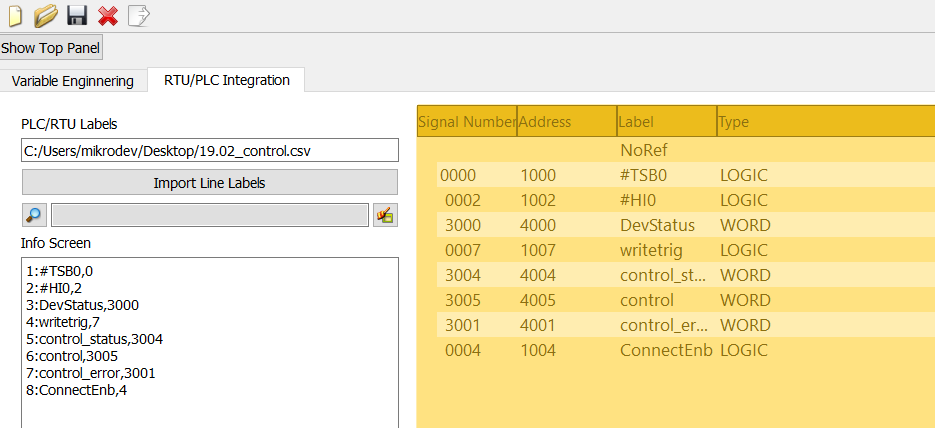 Show Top Panel
Variable Enginnering RTU/PLC Integration
PLC/RTU Labels
C:/Users/mikrodev/Desktop/19.02_control.csv
Import Line Labels
Info Screen
1:#TSB0,0
2:#HI0,2
3:DevStatus,3000
4:writetrig,7
5:control_status,3004
6:control,3005
7:control_error,3001
8:ConnectEnb,4
Signal Number Address Label Type
NoRef
0000 1000 #TSB0 LOGIC
0002 1002 #HI0 LOGIC
3000 4000 DevStatus WORD
0007 1007 writetrig LOGIC
3004 4004 control_st... WORD
3005 4005 control WORD
3001 4001 control_er... WORD
0004 1004 ConnectEnb LOGIC